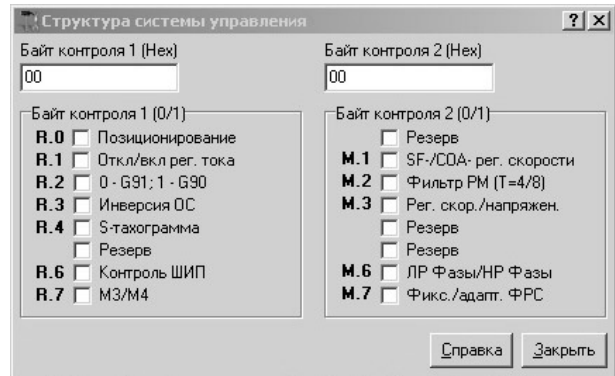 Структура системы управления
Байт контроля 1 (Hex)
00
Байт контроля 2 (Hex)
00
Байт контроля 1 (0/1)
R.0 Позиционирование
R.1 Откл/вкл рег. тока
R.2 0 - G91; 1 - G90
R.3 Инверсия ОС
R.4 S-тахограмма
Резерв
R.6 Контроль ШИП
R.7 М3/М4
Байт контроля 2 (0/1)
Резерв
M.1 SF-/СОА- рег. скорости
M.2 Фильтр РМ (Т=4/8)
M.3 Рег. скор./напряжен.
Резерв
Резерв
M.6 ЛР Фазы/НР Фазы
M.7 Фикс./адапт. ФРС
Справка
Закрыть